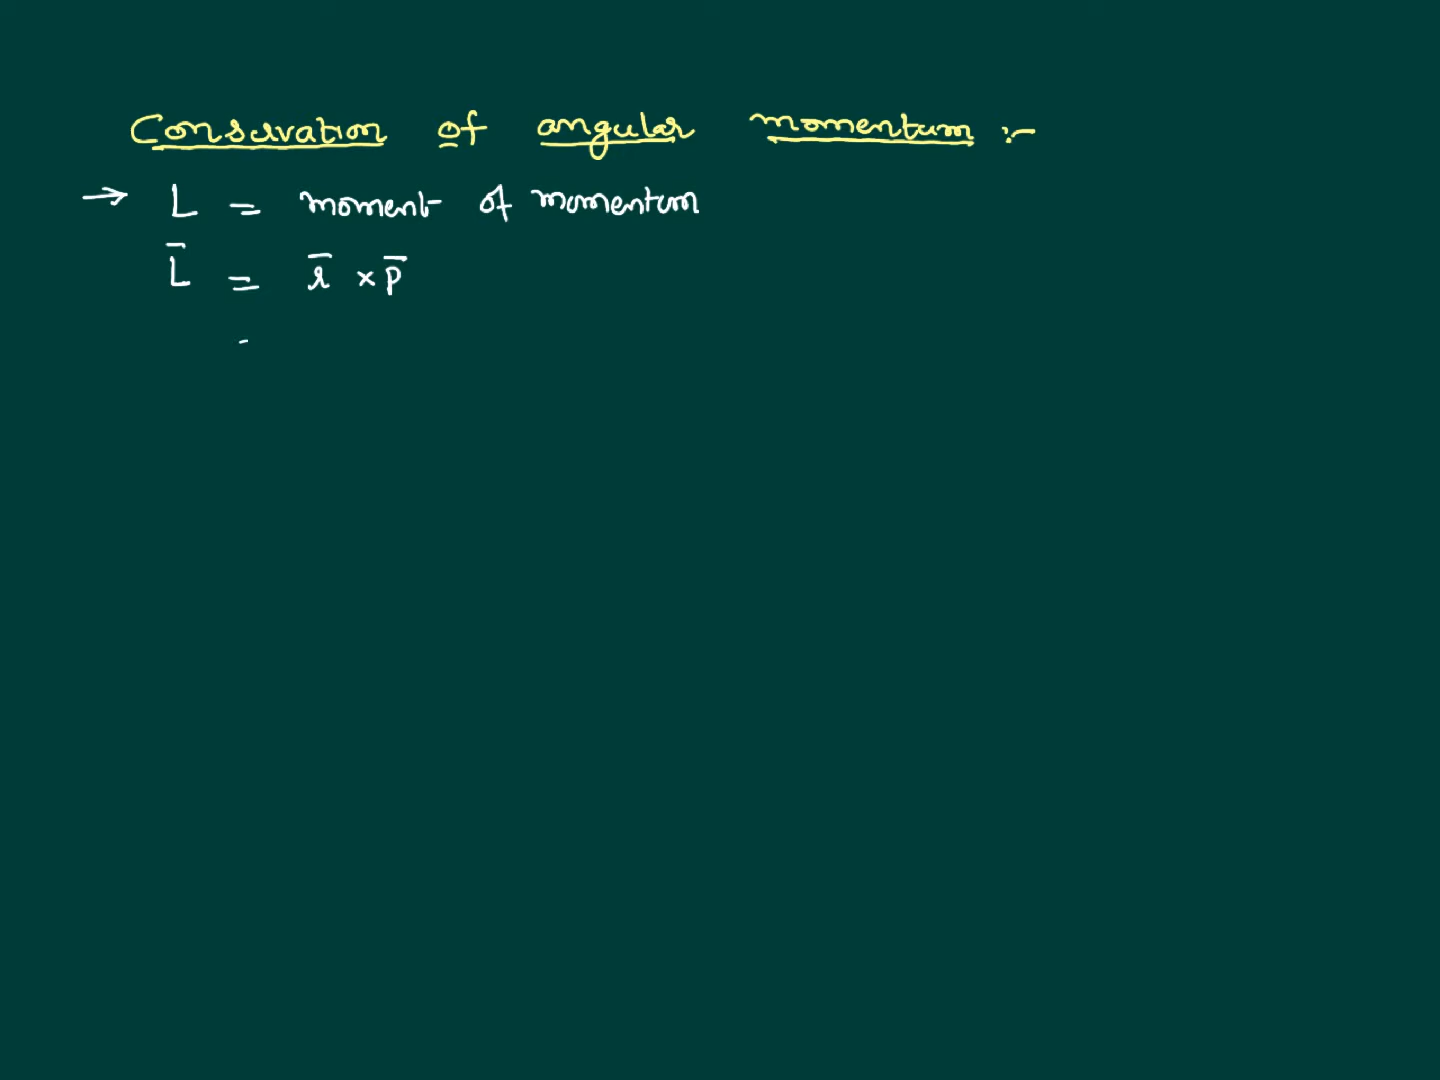 Conservation of angular momentum :-
→ L = moment of momentum
L̅ = r̅ × p̅
-